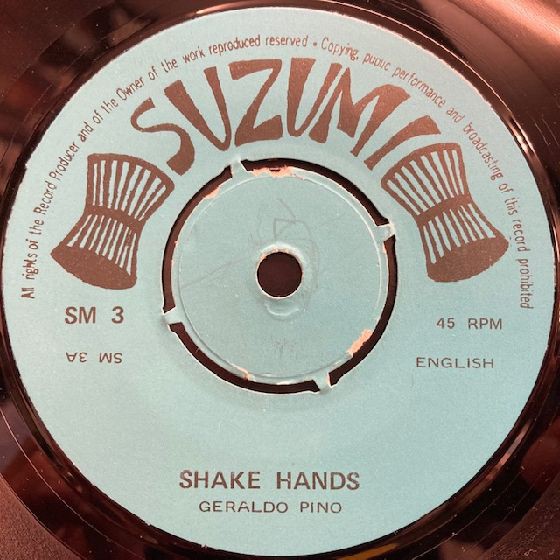 All rights of the Record Producer and of the Owner of the work reproduced reserved • Copying, public performance and broadcasting of this record prohibited
SUZUMI
SM 3
45 RPM
SM 3A
ENGLISH
SHAKE HANDS
GERALDO PINO